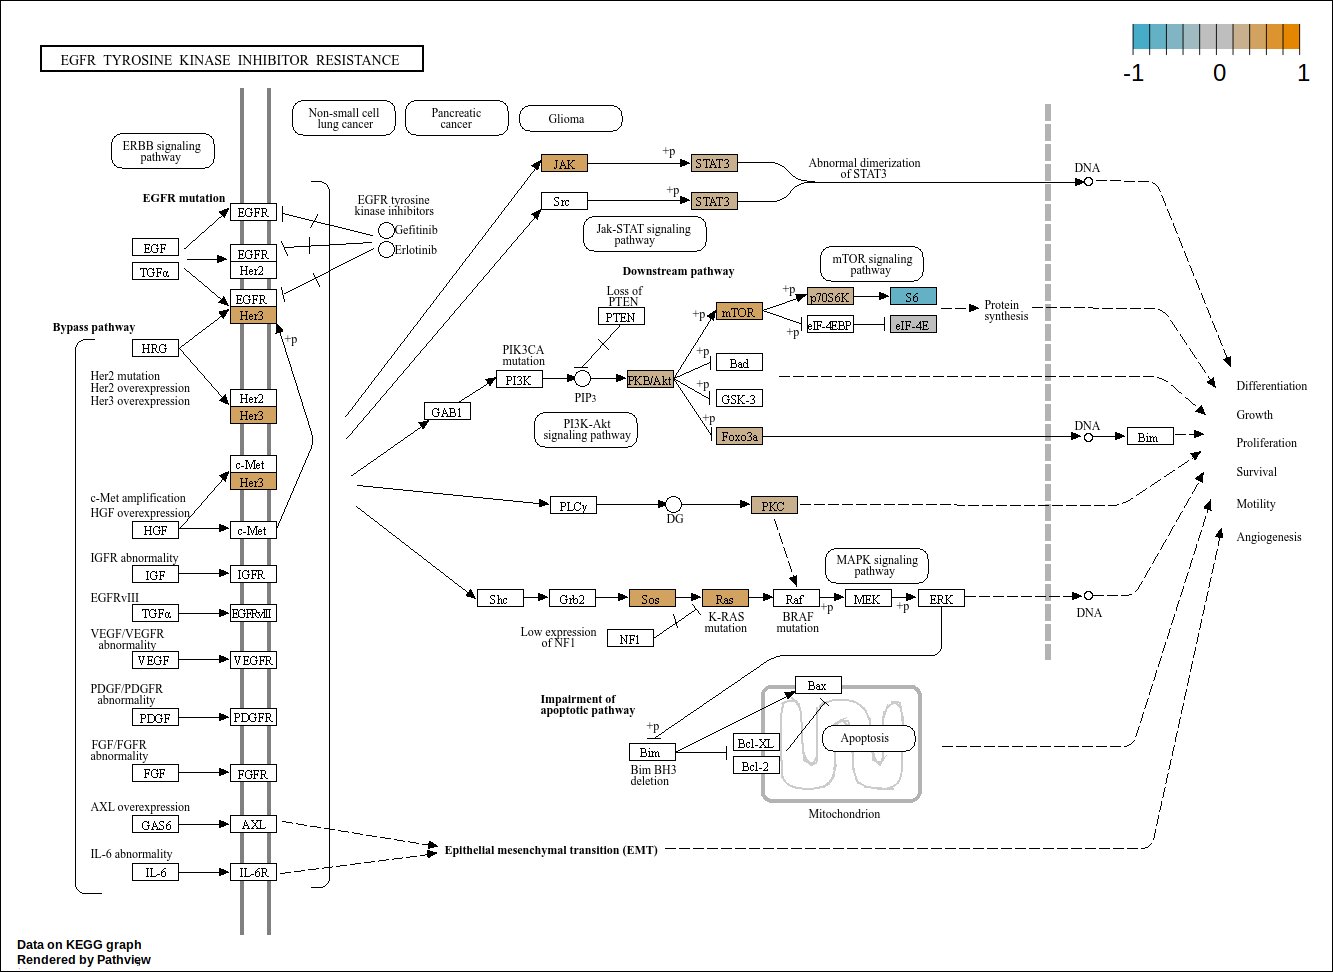 EGFR TYROSINE KINASE INHIBITOR RESISTANCE
-1 0 1
Non-small cell
lung cancer
Pancreatic
cancer
Glioma
ERBB signaling
pathway
EGFR mutation
EGFR
EGF
TGFα
EGFR
Her2
EGFR
Her3
EGFR tyrosine
kinase inhibitors
Gefitinib
Erlotinib
Bypass pathway
HRG
+p
Her2 mutation
Her2 overexpression
Her3 overexpression
Her2
Her3
c-Met
Her3
c-Met amplification
HGF overexpression
HGF
c-Met
IGFR abnormality
IGF
IGFR
EGFRvIII
TGFα
EGFRvIII
VEGF/VEGFR
abnormality
VEGF
VEGFR
PDGF/PDGFR
abnormality
PDGF
PDGFR
FGF/FGFR
abnormality
FGF
FGFR
AXL overexpression
GAS6
AXL
IL-6 abnormality
IL-6
IL-6R
JAK
+p
STAT3
Src
+p
STAT3
Abnormal dimerization
of STAT3
DNA
Jak-STAT signaling
pathway
Downstream pathway
mTOR signaling
pathway
Loss of
PTEN
PTEN
+p
mTOR
+p
p70S6K
S6
+p
eIF-4EBP
eIF-4E
Protein
synthesis
PIK3CA
mutation
PI3K
PIP3
PKB/Akt
+p
Bad
+p
GSK-3
+p
Foxo3a
GAB1
PI3K-Akt
signaling pathway
DNA
Bim
PLCγ
DG
PKC
MAPK signaling
pathway
Shc
Grb2
Sos
Ras
Raf
+p
MEK
+p
ERK
DNA
K-RAS
mutation
BRAF
mutation
Low expression
of NF1
NF1
Differentiation
Growth
Proliferation
Survival
Motility
Angiogenesis
Impairment of
apoptotic pathway
+p
Bim
Bim BH3
deletion
Bax
Bcl-XL
Bcl-2
Apoptosis
Mitochondrion
Epithelial mesenchymal transition (EMT)
Data on KEGG graph
Rendered by Pathview